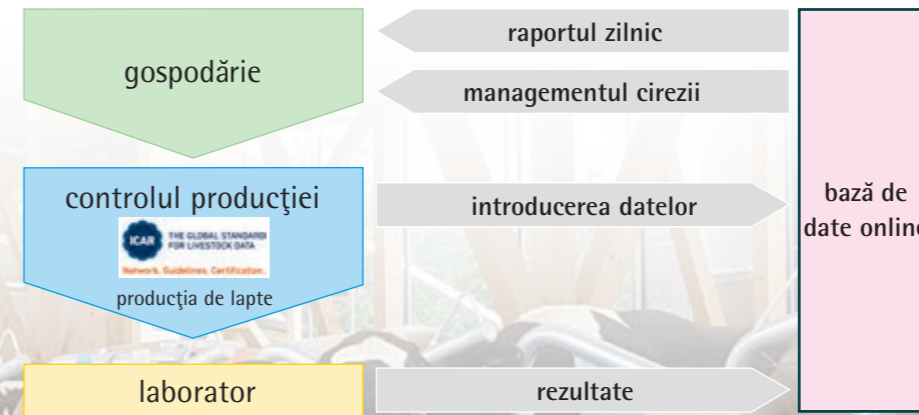 raportul zilnic
gospodărie
managementul cirezii
controlul producţiei
ICAR
THE GLOBAL STANDARD
FOR LIVESTOCK DATA
Network. Guidelines. Certification.
producţia de lapte
introducerea datelor
bază de
date online
laborator
rezultate